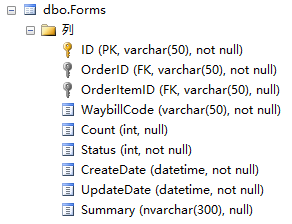 dbo.Forms
列
ID (PK, varchar(50), not null)
OrderID (FK, varchar(50), not null)
OrderItemID (FK, varchar(50), not null)
WaybillCode (varchar(50), not null)
Count (int, null)
Status (int, not null)
CreateDate (datetime, not null)
UpdateDate (datetime, not null)
Summary (nvarchar(300), null)